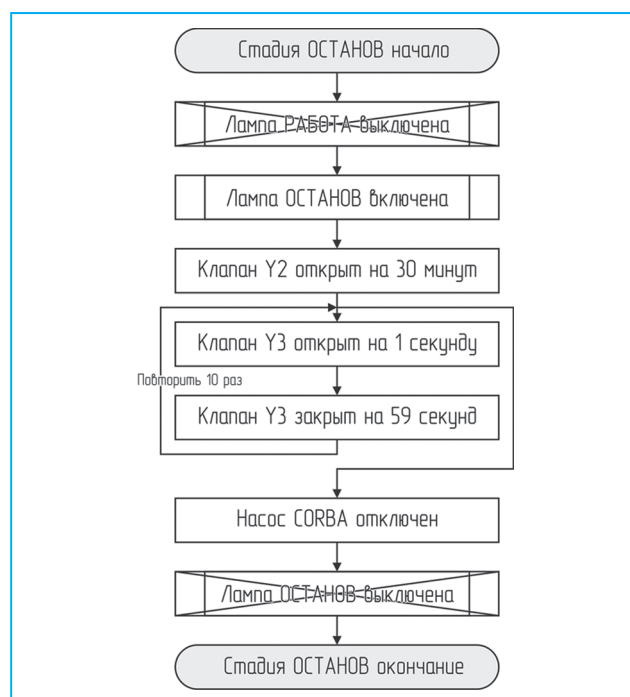 Стадия ОСТАНОВ начало
Лампа РАБОТА выключена
Лампа ОСТАНОВ включена
Клапан Y2 открыт на 30 минут
Клапан Y3 открыт на 1 секунду
Повторить 10 раз
Клапан Y3 закрыт на 59 секунд
Насос CORBA отключен
Лампа ОСТАНОВ выключена
Стадия ОСТАНОВ окончание